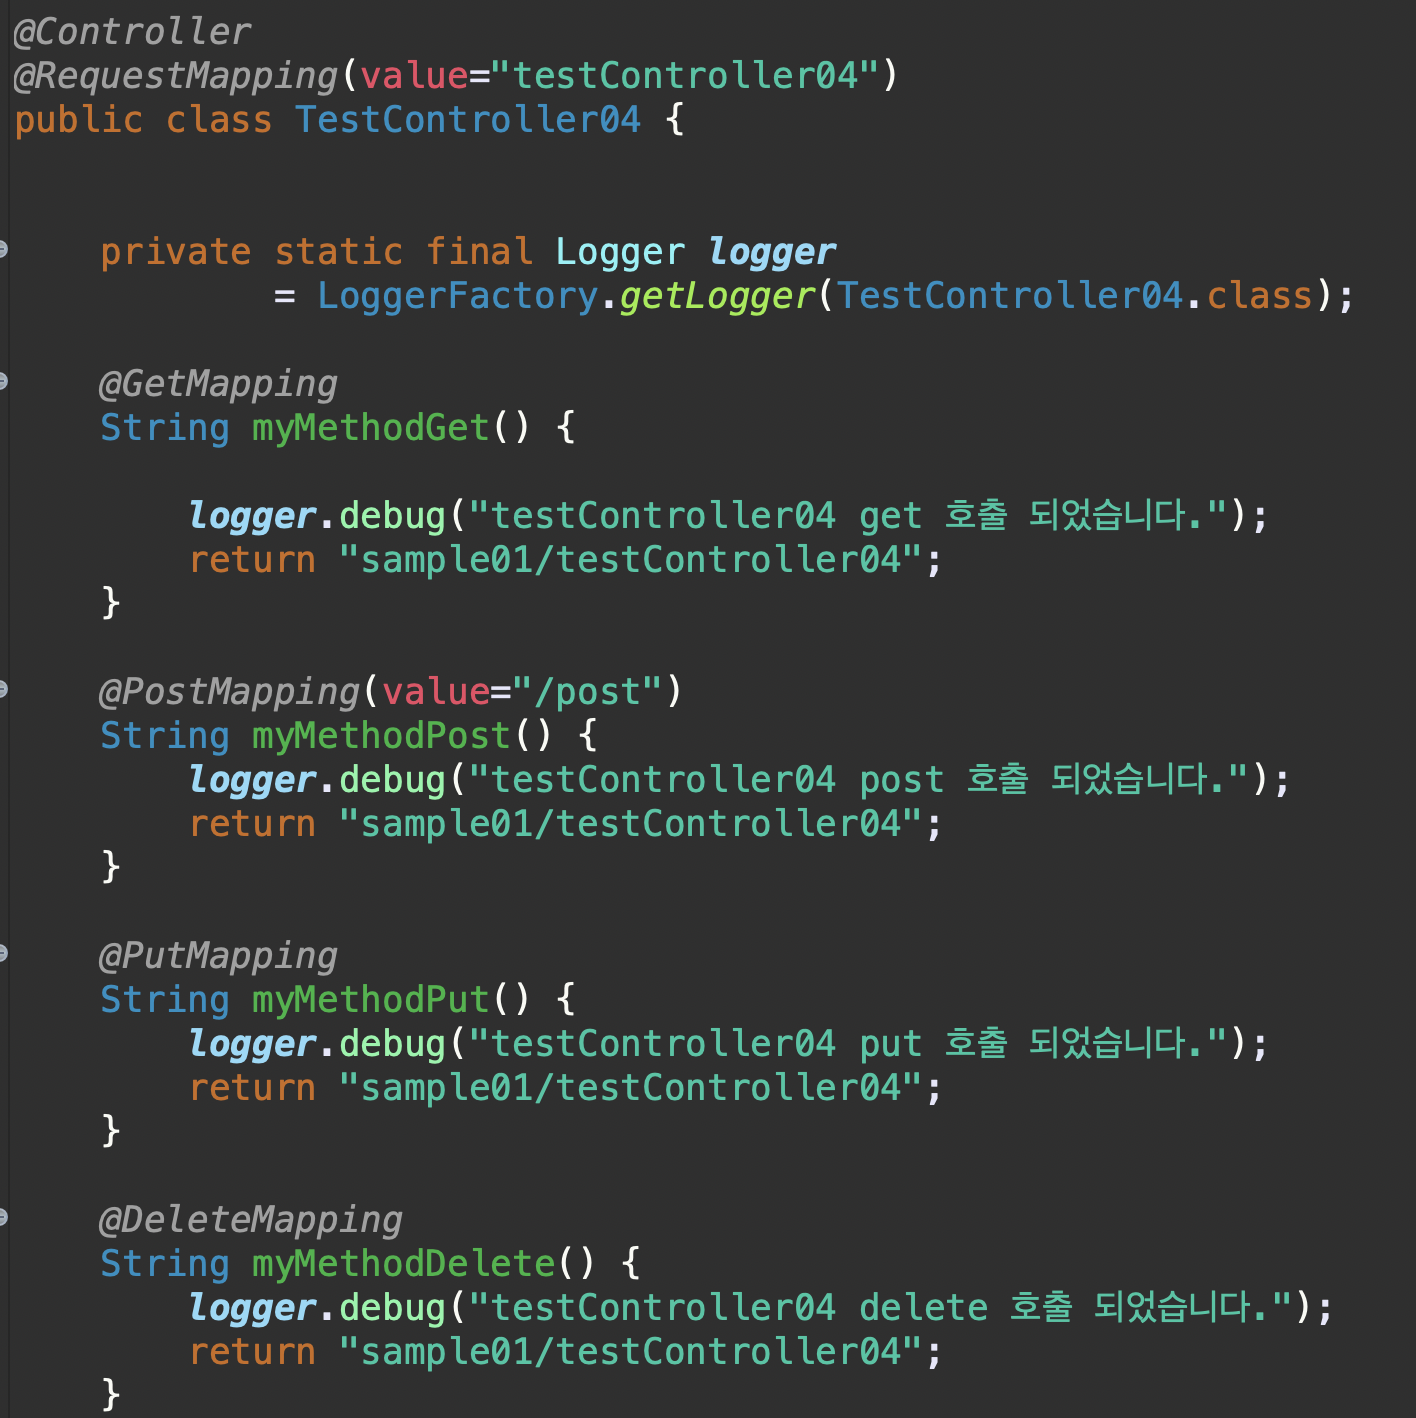 @Controller
@RequestMapping(value="testController04")
public class TestController04 {
private static final Logger logger
= LoggerFactory.getLogger(TestController04.class);
@GetMapping
String myMethodGet() {
logger.debug("testController04 get 호출 되었습니다.");
return "sample01/testController04";
}
@PostMapping(value="/post")
String myMethodPost() {
logger.debug("testController04 post 호출 되었습니다.");
return "sample01/testController04";
}
@PutMapping
String myMethodPut() {
logger.debug("testController04 put 호출 되었습니다.");
return "sample01/testController04";
}
@DeleteMapping
String myMethodDelete() {
logger.debug("testController04 delete 호출 되었습니다.");
return "sample01/testController04";
}